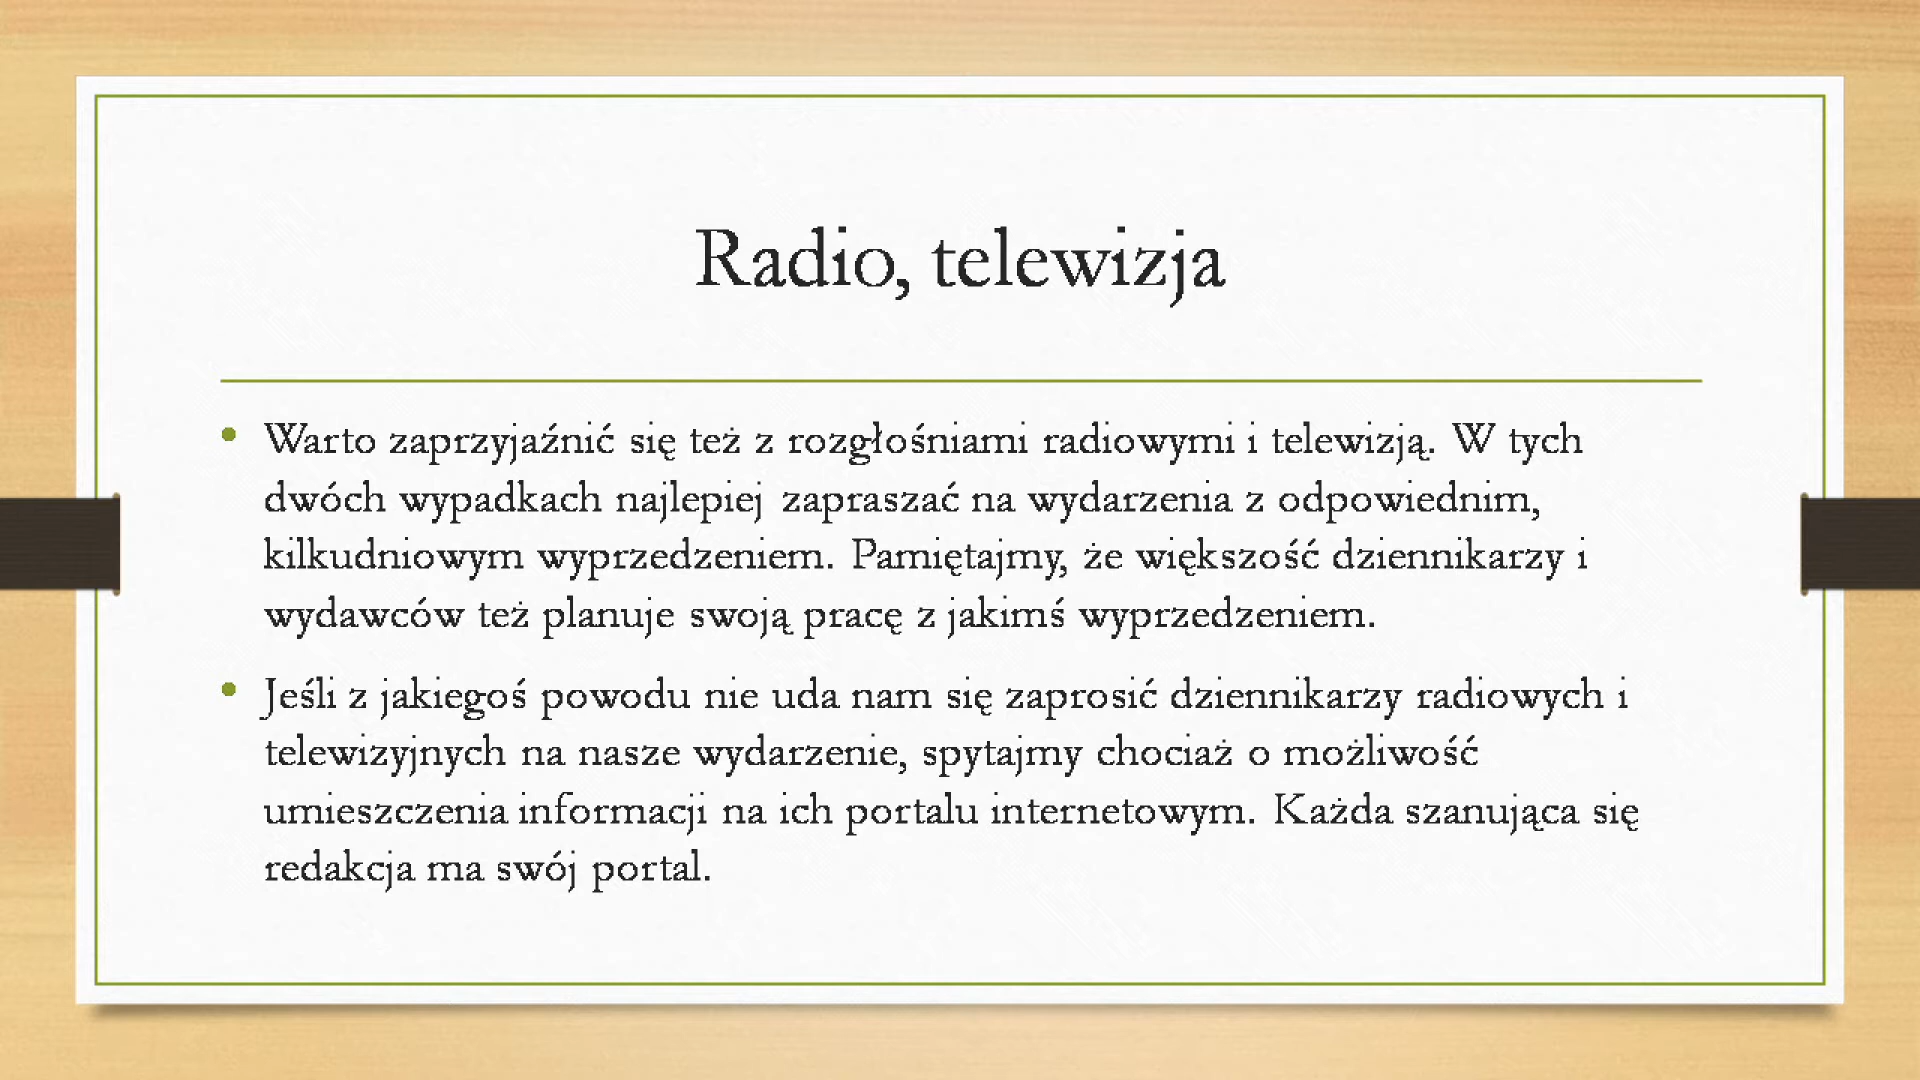 Radio, telewizja
• Warto zaprzyjaźnić się też z rozgłośniami radiowymi i telewizją. W tych
dwóch wypadkach najlepiej zapraszać na wydarzenia z odpowiednim,
kilkudniowym wyprzedzeniem. Pamiętajmy, że większość dziennikarzy i
wydawców też planuje swoją pracę z jakimś wyprzedzeniem.
• Jeśli z jakiegoś powodu nie uda nam się zaprosić dziennikarzy radiowych i
telewizyjnych na nasze wydarzenie, spytajmy chociaż o możliwość
umieszczenia informacji na ich portalu internetowym. Każda szanująca się
redakcja ma swój portal.